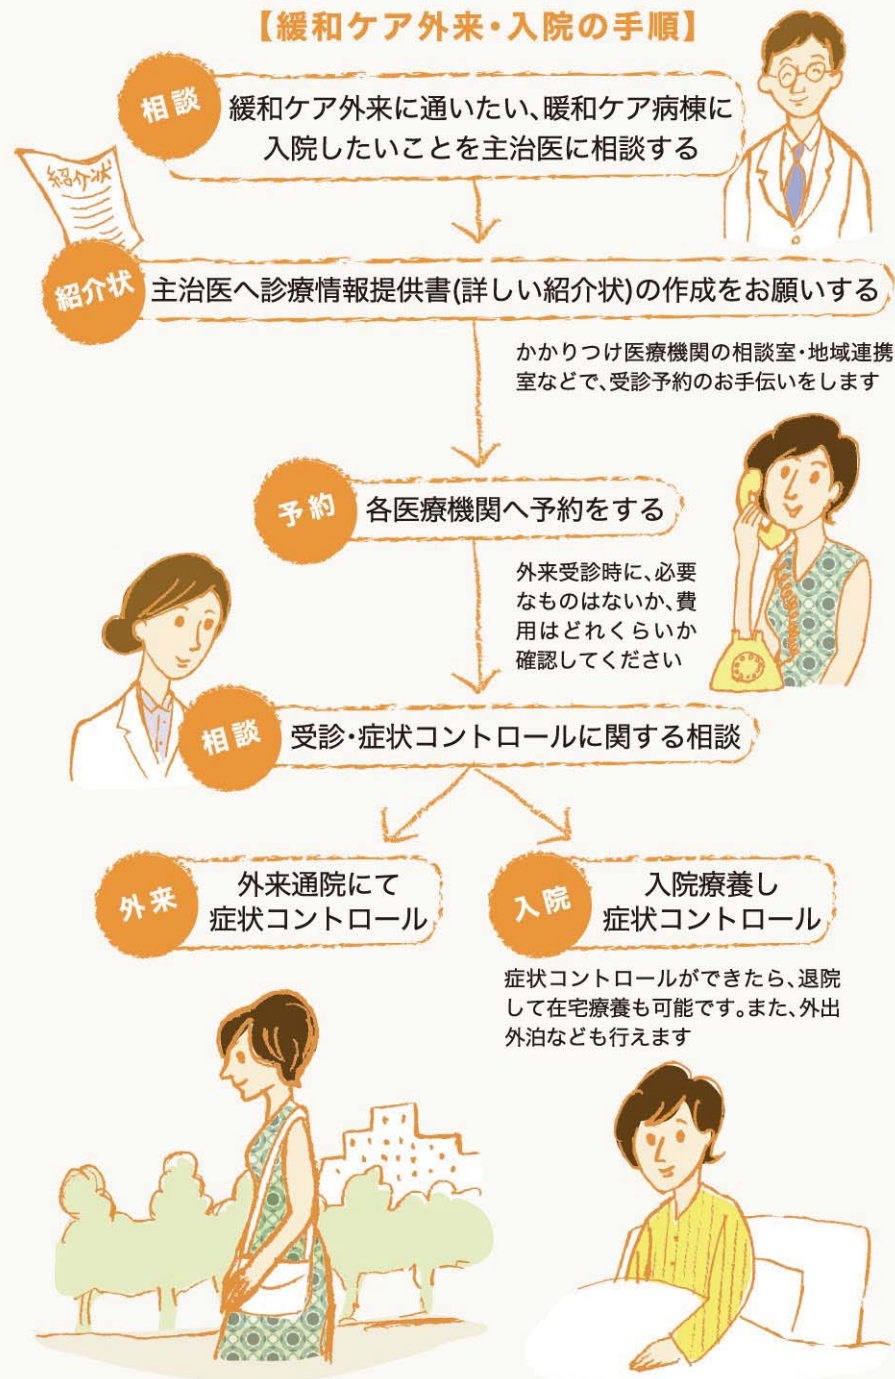 【緩和ケア外来・入院の手順】
相談
緩和ケア外来に通いたい、暖和ケア病棟に
入院したいことを主治医に相談する
紹介状
紹介状
主治医へ診療情報提供書(詳しい紹介状)の作成をお願いする
かかりつけ医療機関の相談室・地域連携
室などで、受診予約のお手伝いをします
予約
各医療機関へ予約をする
外来受診時に、必要
なものはないか、費
用はどれくらいか
確認してください
相談
受診・症状コントロールに関する相談
外来
外来通院にて
症状コントロール
入院
入院療養し
症状コントロール
症状コントロールができたら、退院
して在宅療養も可能です。また、外出
外泊なども行えます